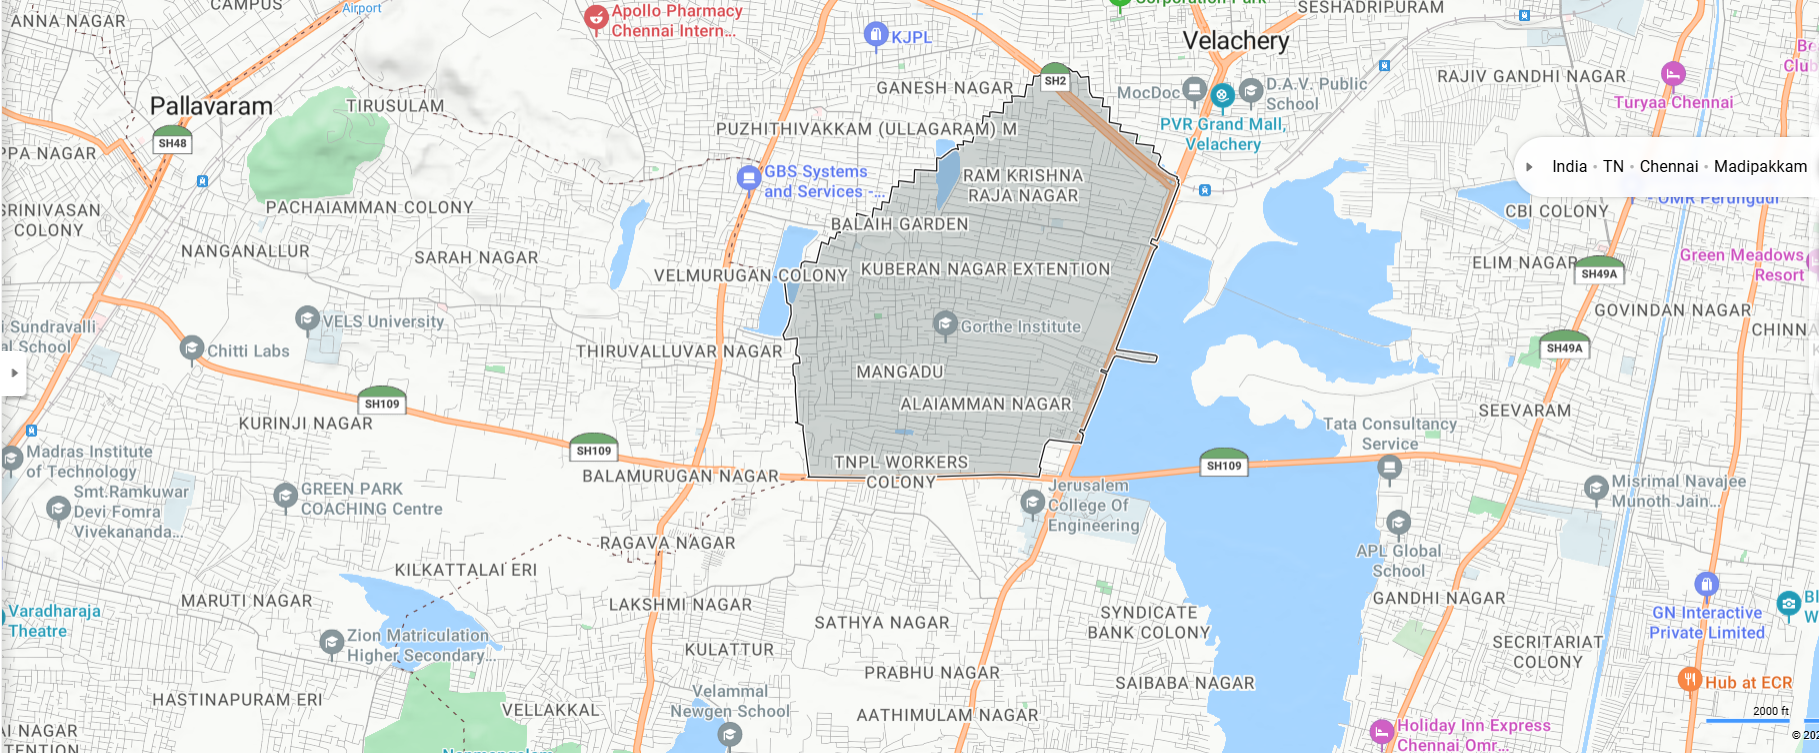 ANNA NAGAR
CAMPUS
Airport
Apollo Pharmacy
Chennai Intern...
KJPL
Corporation Park
SESHADRIPURAM
Velachery
GANESH NAGAR
SH2
MocDoc
D.A.V. Public
School
RAJIV GANDHI NAGAR
Turyaa Chennai
Club
Pallavaram
TIRUSULAM
SH48
PUZHITHIVAKKAM (ULLAGARAM) M
PVR Grand Mall,
Velachery
PPA NAGAR
India • TN • Chennai • Madipakkam
GBS Systems
and Services -...
RAM KRISHNA
RAJA NAGAR
- OMR Perungudi
SRINIVASAN
COLONY
PACHAIAMMAN COLONY
BALAIH GARDEN
CBI COLONY
NANGANALLUR
SARAH NAGAR
VELMURUGAN COLONY
KUBERAN NAGAR EXTENTION
ELIM NAGAR
SH49A
Green Meadows
Resort
GOVINDAN NAGAR
i Sundravalli
al School
VELS University
Chitti Labs
THIRUVALLUVAR NAGAR
Gorthe Institute
CHINNA
SH49A
MANGADU
SH109
ALAIAMMAN NAGAR
KURINJI NAGAR
SEEVARAM
Tata Consultancy
Service
Madras Institute
of Technology
SH109
BALAMURUGAN NAGAR
TNPL WORKERS
COLONY
SH109
Smt.Ramkuwar
Devi Fomra
Vivekananda...
GREEN PARK
COACHING Centre
Jerusalem
College Of
Engineering
Misrimal Navajee
Munoth Jain...
RAGAVA NAGAR
APL Global
School
KILKATTALAI ERI
MARUTI NAGAR
LAKSHMI NAGAR
GANDHI NAGAR
Varadharaja
Theatre
SATHYA NAGAR
SYNDICATE
BANK COLONY
GN Interactive
Private Limited
Zion Matriculation
Higher Secondary...
KULATTUR
SECRITARIAT
COLONY
PRABHU NAGAR
SAIBABA NAGAR
Hub at ECR
HASTINAPURAM ERI
VELLAKKAL
Velammal
Newgen School
AATHIMULAM NAGAR
2000 ft
AI NAGAR
TENTION
Nanmangalam
Holiday Inn Express
Chennai Omr...
© 202